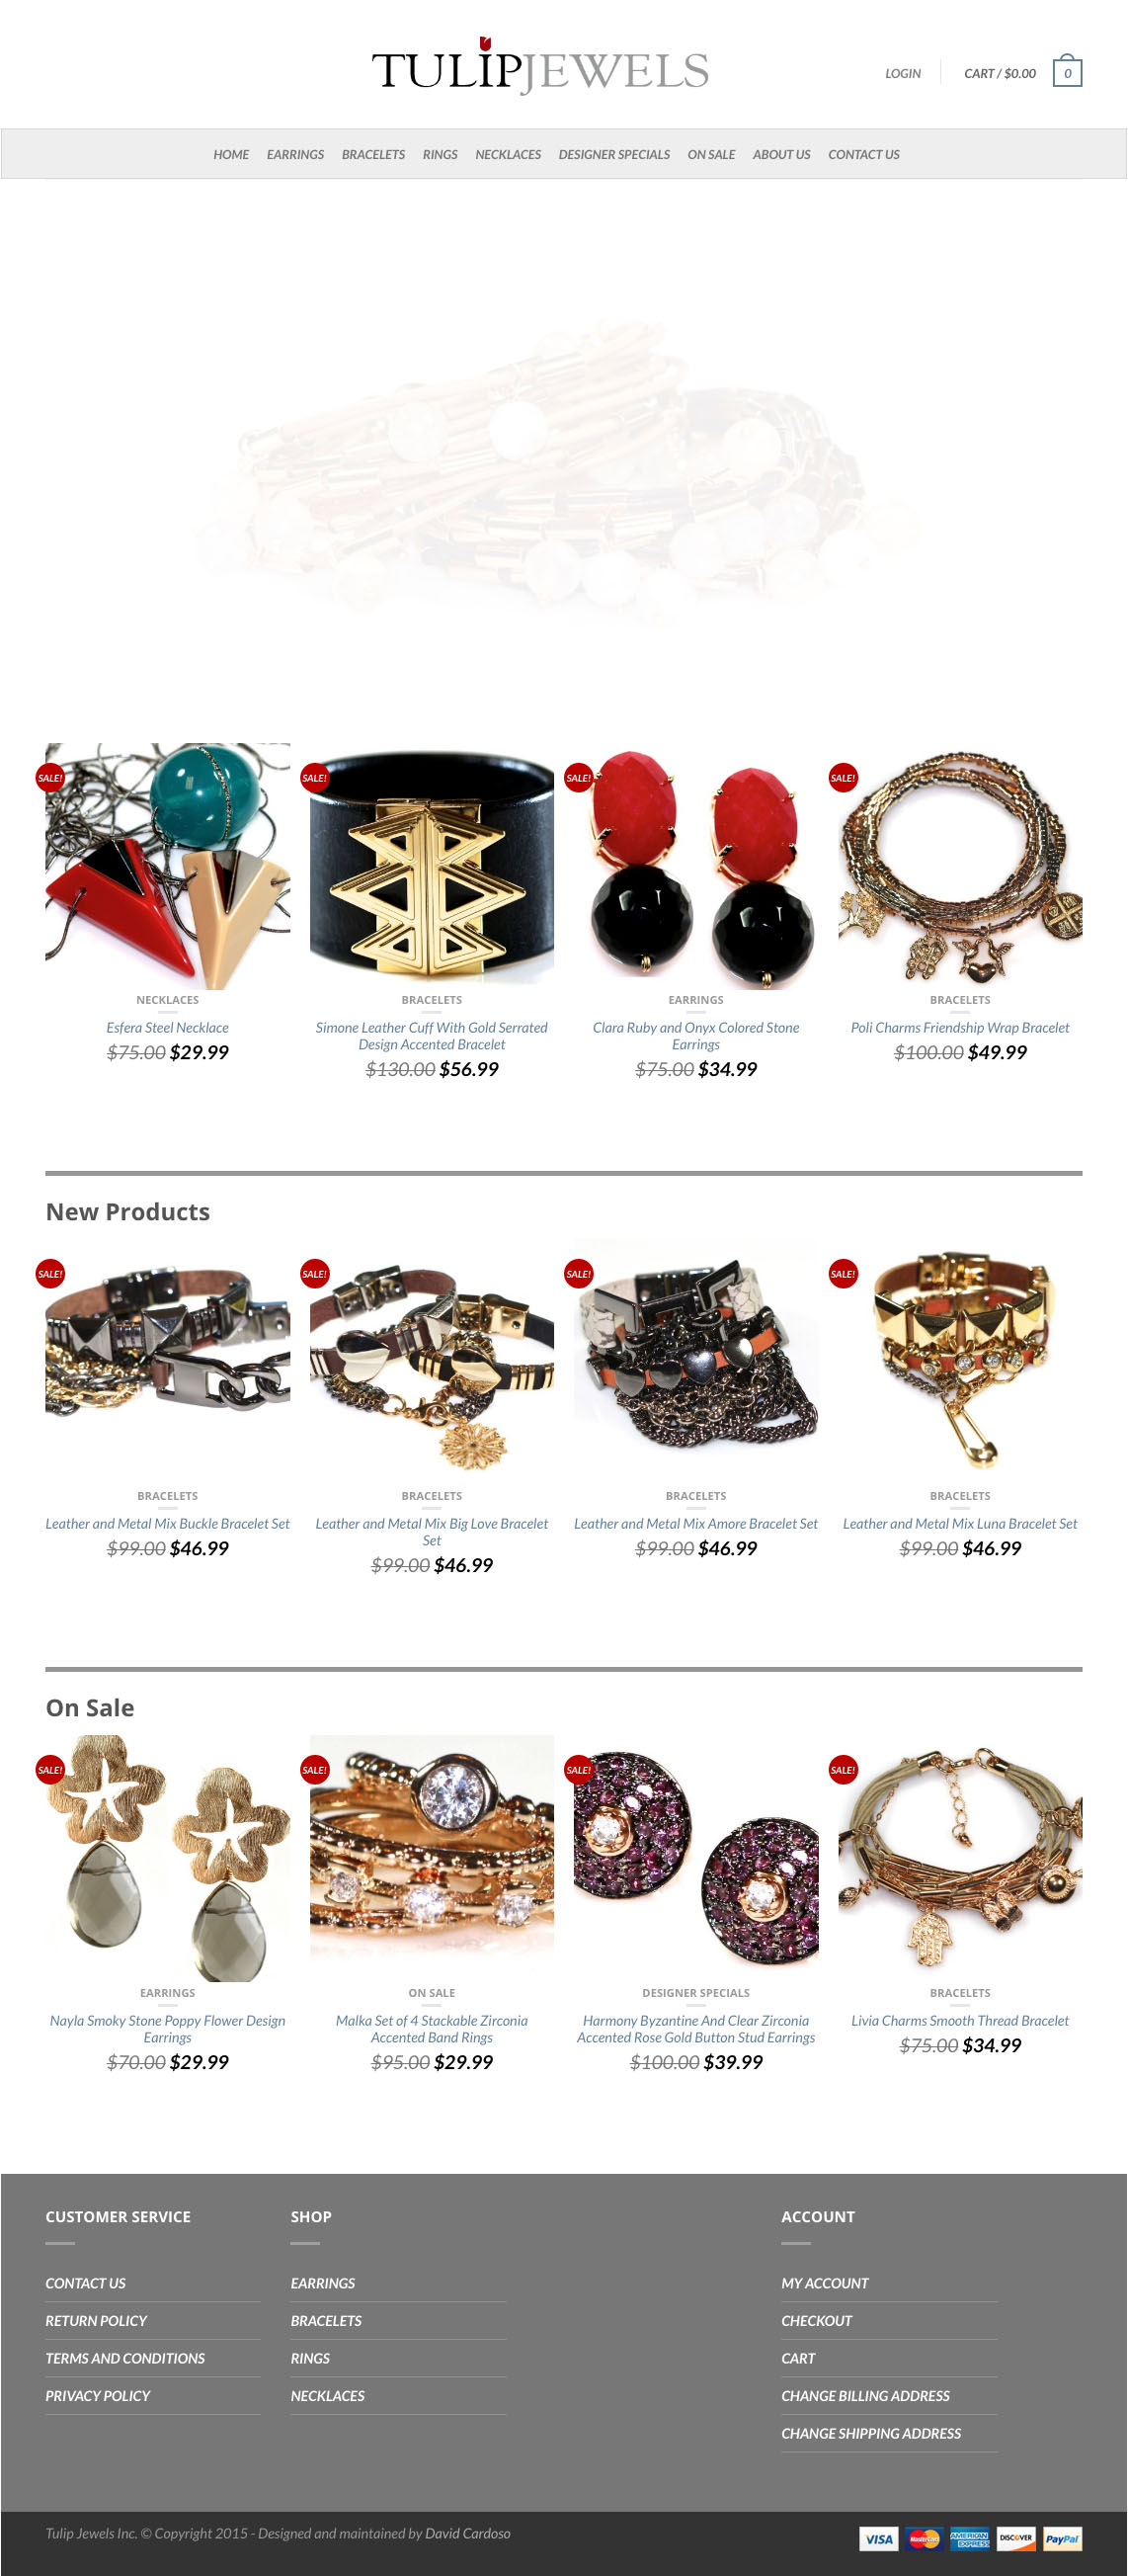 TULIPJEWELS
LOGIN
CART / $0.00
0
HOME EARRINGS BRACELETS RINGS NECKLACES DESIGNER SPECIALS ON SALE ABOUT US CONTACT US
SALE! SALE! SALE! SALE!
NECKLACES
Esfera Steel Necklace
$75.00 $29.99
BRACELETS
Simone Leather Cuff With Gold Serrated
Design Accented Bracelet
$130.00 $56.99
EARRINGS
Clara Ruby and Onyx Colored Stone
Earrings
$75.00 $34.99
BRACELETS
Poli Charms Friendship Wrap Bracelet
$100.00 $49.99
New Products
SALE! SALE! SALE! SALE!
BRACELETS
Leather and Metal Mix Buckle Bracelet Set
$99.00 $46.99
BRACELETS
Leather and Metal Mix Big Love Bracelet
Set
$99.00 $46.99
BRACELETS
Leather and Metal Mix Amore Bracelet Set
$99.00 $46.99
BRACELETS
Leather and Metal Mix Luna Bracelet Set
$99.00 $46.99
On Sale
SALE! SALE! SALE! SALE!
EARRINGS
Nayla Smoky Stone Poppy Flower Design
Earrings
$70.00 $29.99
ON SALE
Malka Set of 4 Stackable Zirconia
Accented Band Rings
$95.00 $29.99
DESIGNER SPECIALS
Harmony Byzantine And Clear Zirconia
Accented Rose Gold Button Stud Earrings
$100.00 $39.99
BRACELETS
Livia Charms Smooth Thread Bracelet
$75.00 $34.99
CUSTOMER SERVICE
CONTACT US
RETURN POLICY
TERMS AND CONDITIONS
PRIVACY POLICY
SHOP
EARRINGS
BRACELETS
RINGS
NECKLACES
ACCOUNT
MY ACCOUNT
CHECKOUT
CART
CHANGE BILLING ADDRESS
CHANGE SHIPPING ADDRESS
Tulip Jewels Inc. © Copyright 2015 - Designed and maintained by David Cardoso
VISA MasterCard AMERICAN EXPRESS DISCOVER PayPal